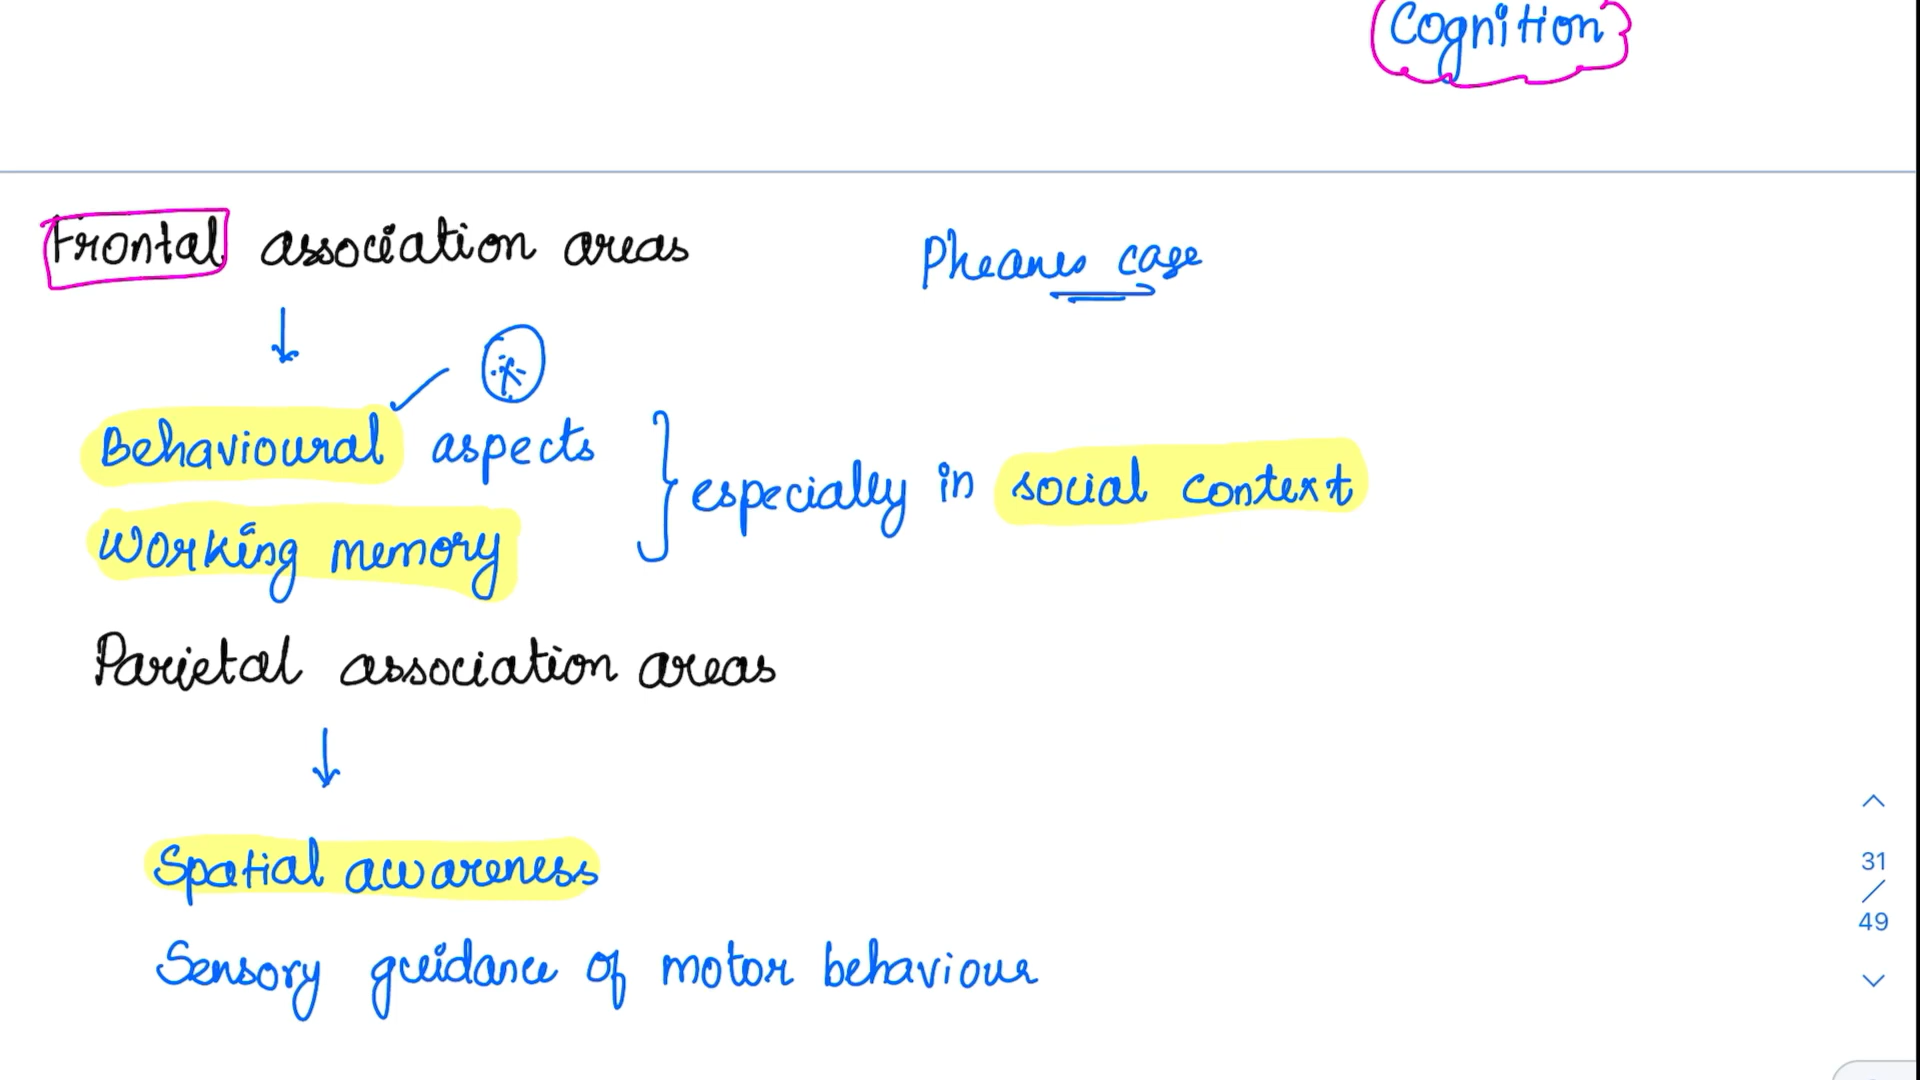 Cognition
Frontal association areas
Pheanes case
Behavioural aspects
especially in social context
Working memory
Parietal association areas
Spatial awareness
Sensory guidance of motor behaviour
31
/
49